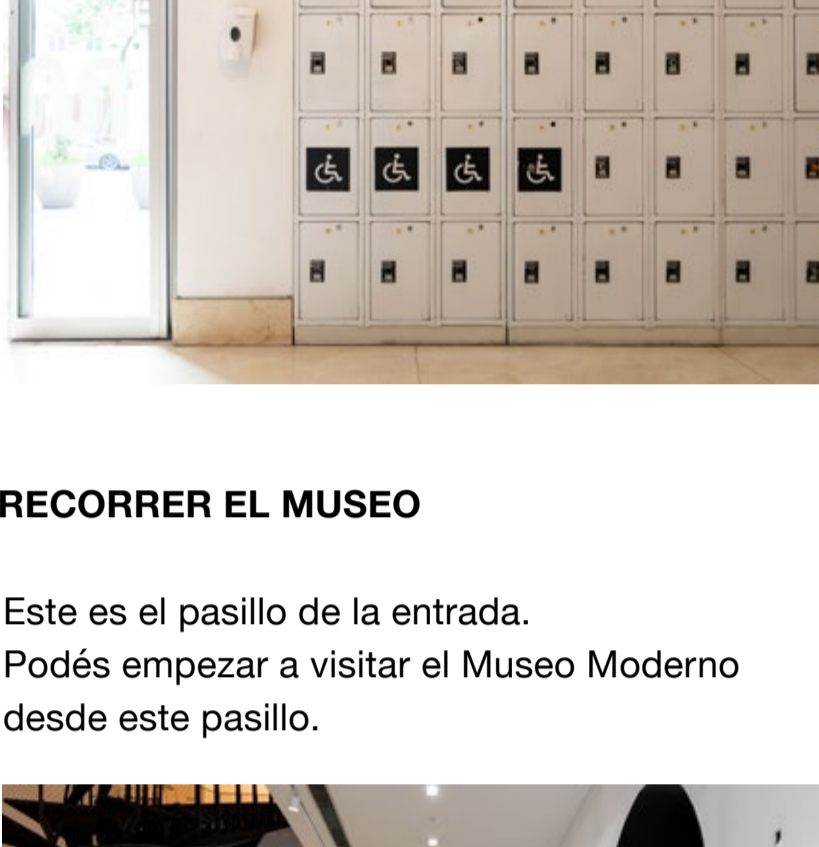 RECORRER EL MUSEO
Este es el pasillo de la entrada.
Podés empezar a visitar el Museo Moderno
desde este pasillo.